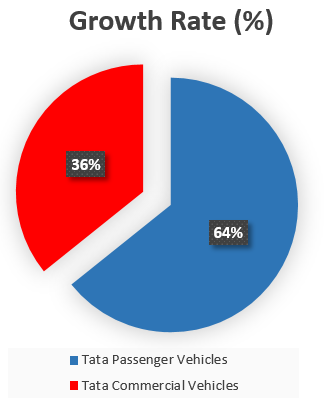 Growth Rate (%)
36%
64%
Tata Passenger Vehicles
Tata Commercial Vehicles